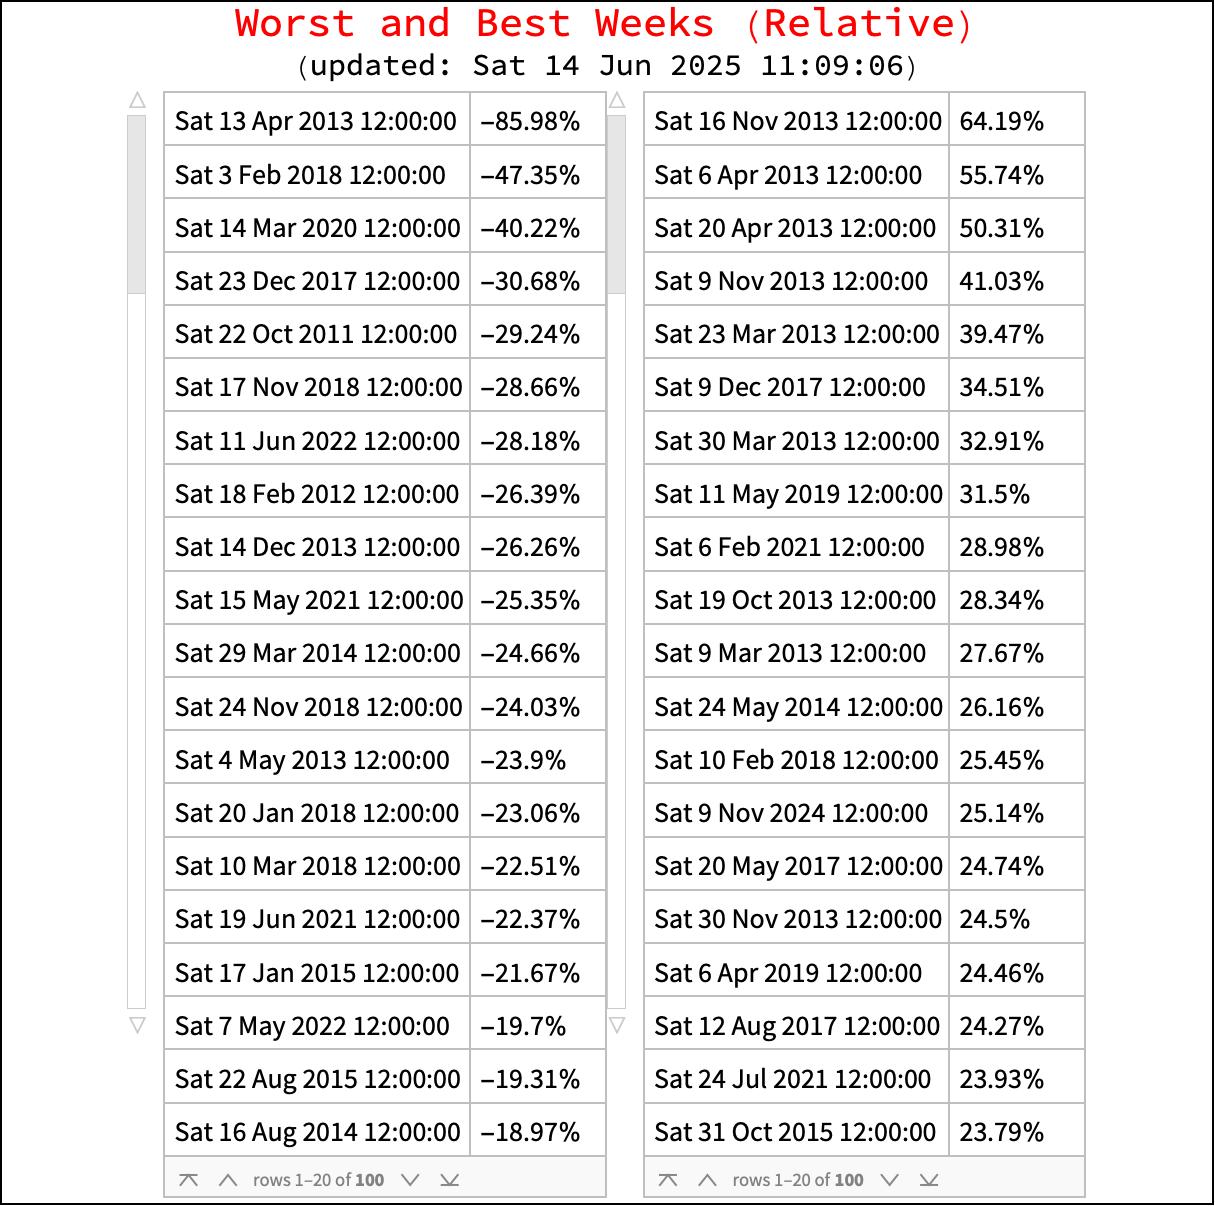 Worst and Best Weeks (Relative)
(updated: Sat 14 Jun 2025 11:09:06)
Sat 13 Apr 2013 12:00:00 −85.98% Sat 16 Nov 2013 12:00:00 64.19%
Sat 3 Feb 2018 12:00:00 −47.35% Sat 6 Apr 2013 12:00:00 55.74%
Sat 14 Mar 2020 12:00:00 −40.22% Sat 20 Apr 2013 12:00:00 50.31%
Sat 23 Dec 2017 12:00:00 −30.68% Sat 9 Nov 2013 12:00:00 41.03%
Sat 22 Oct 2011 12:00:00 −29.24% Sat 23 Mar 2013 12:00:00 39.47%
Sat 17 Nov 2018 12:00:00 −28.66% Sat 9 Dec 2017 12:00:00 34.51%
Sat 11 Jun 2022 12:00:00 −28.18% Sat 30 Mar 2013 12:00:00 32.91%
Sat 18 Feb 2012 12:00:00 −26.39% Sat 11 May 2019 12:00:00 31.5%
Sat 14 Dec 2013 12:00:00 −26.26% Sat 6 Feb 2021 12:00:00 28.98%
Sat 15 May 2021 12:00:00 −25.35% Sat 19 Oct 2013 12:00:00 28.34%
Sat 29 Mar 2014 12:00:00 −24.66% Sat 9 Mar 2013 12:00:00 27.67%
Sat 24 Nov 2018 12:00:00 −24.03% Sat 24 May 2014 12:00:00 26.16%
Sat 4 May 2013 12:00:00 −23.9% Sat 10 Feb 2018 12:00:00 25.45%
Sat 20 Jan 2018 12:00:00 −23.06% Sat 9 Nov 2024 12:00:00 25.14%
Sat 10 Mar 2018 12:00:00 −22.51% Sat 20 May 2017 12:00:00 24.74%
Sat 19 Jun 2021 12:00:00 −22.37% Sat 30 Nov 2013 12:00:00 24.5%
Sat 17 Jan 2015 12:00:00 −21.67% Sat 6 Apr 2019 12:00:00 24.46%
Sat 7 May 2022 12:00:00 −19.7% Sat 12 Aug 2017 12:00:00 24.27%
Sat 22 Aug 2015 12:00:00 −19.31% Sat 24 Jul 2021 12:00:00 23.93%
Sat 16 Aug 2014 12:00:00 −18.97% Sat 31 Oct 2015 12:00:00 23.79%
rows 1–20 of 100 rows 1–20 of 100